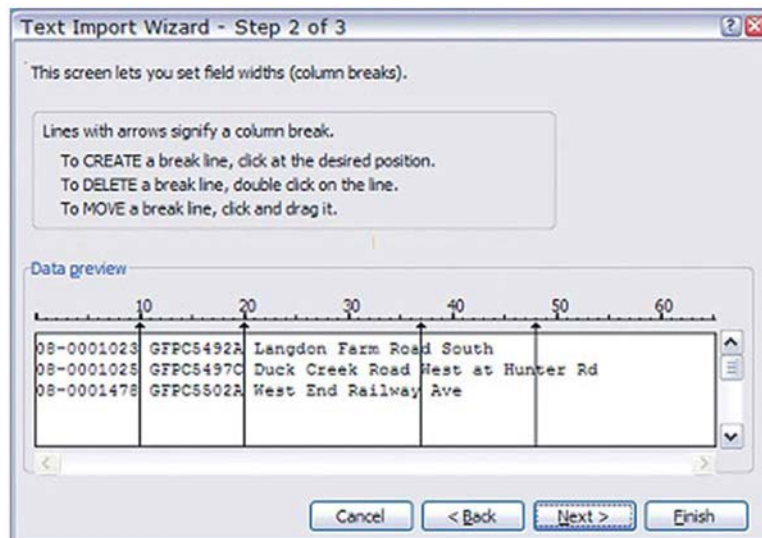 Text Import Wizard - Step 2 of 3
This screen lets you set field widths (column breaks).
Lines with arrows signify a column break.
To CREATE a break line, click at the desired position.
To DELETE a break line, double click on the line.
To MOVE a break line, click and drag it.
Data preview
10 20 30 40 50 60
08-0001023 GFPC5492A Langdon Farm Road South
08-0001025 GFPC5497C Duck Creek Road West at Hunter Rd
08-0001478 GFPC5502A West End Railway Ave
Cancel < Back Next > Finish